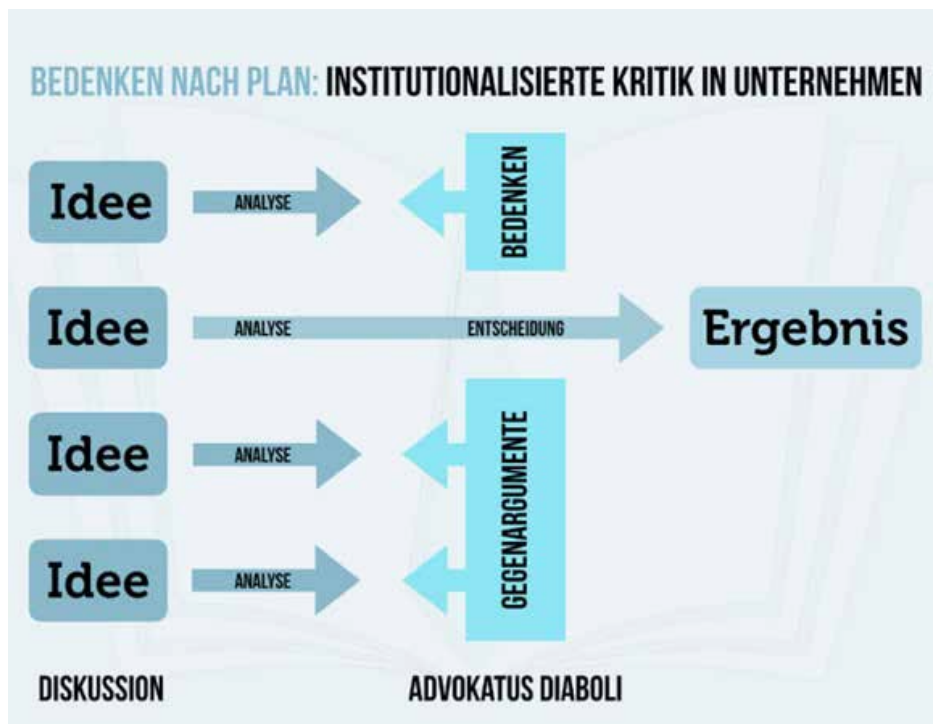 BEDENKEN NACH PLAN: INSTITUTIONALISIERTE KRITIK IN UNTERNEHMEN
Idee
ANALYSE
BEDENKEN
Idee
ANALYSE
ENTSCHEIDUNG
Ergebnis
Idee
ANALYSE
GEGENARGUMENTE
Idee
ANALYSE
DISKUSSION
ADVOKATUS DIABOLI